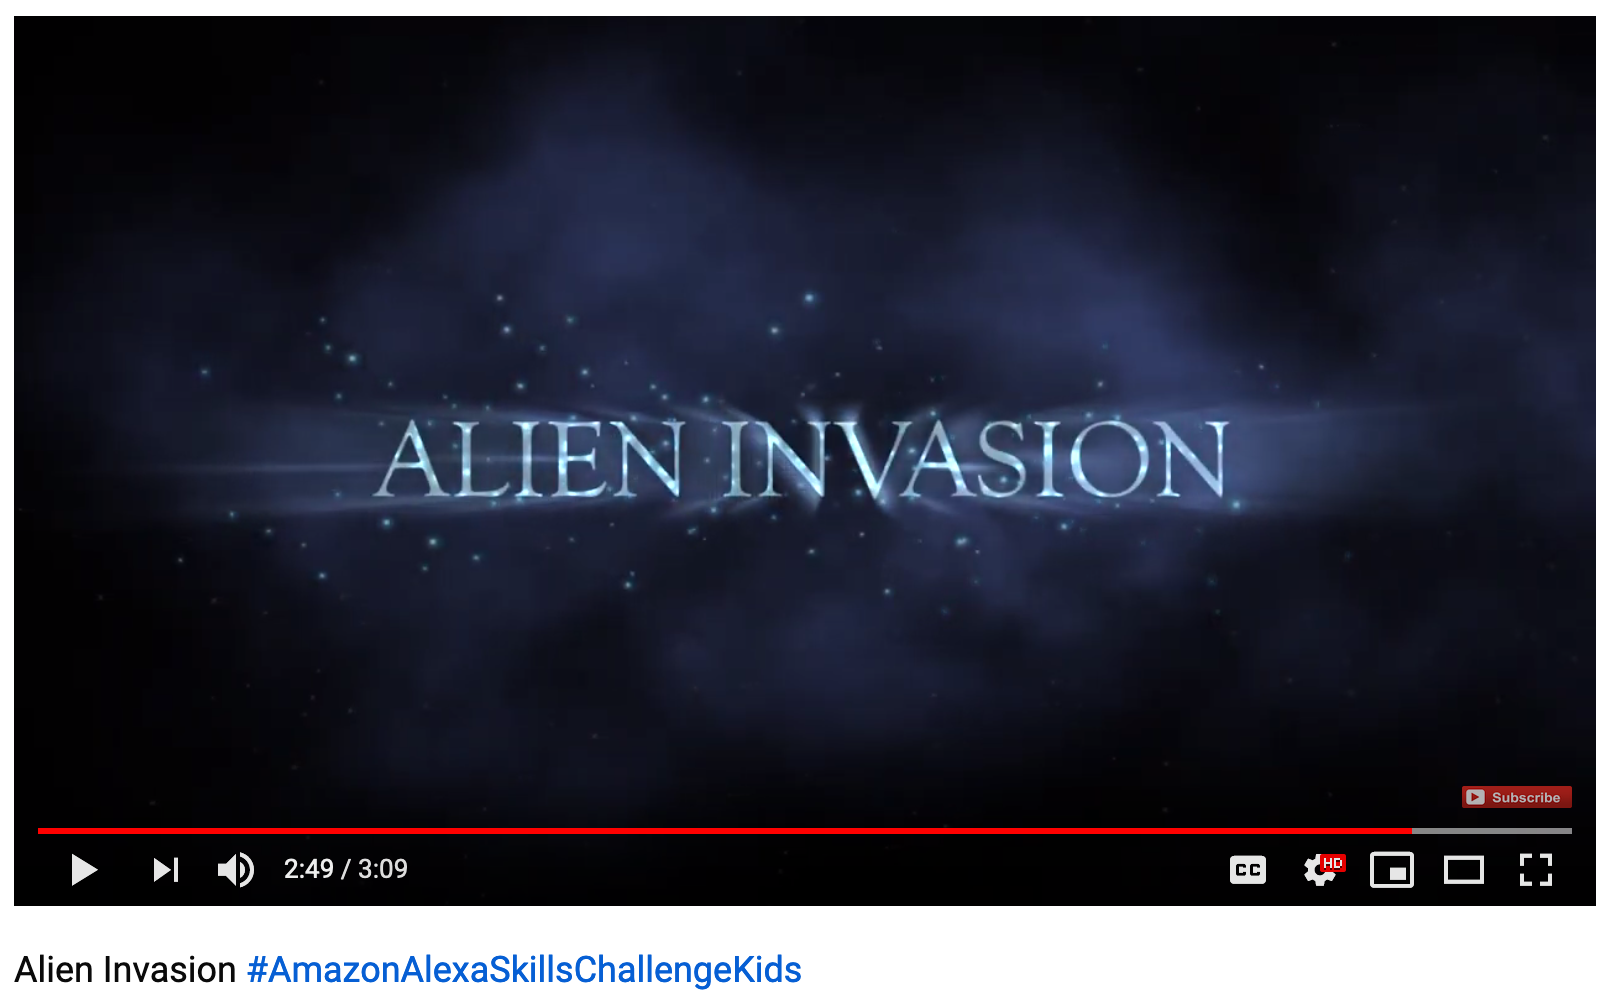 ALIEN INVASION
Subscribe
2:49 / 3:09
CC
HD
Alien Invasion #AmazonAlexaSkillsChallengeKids